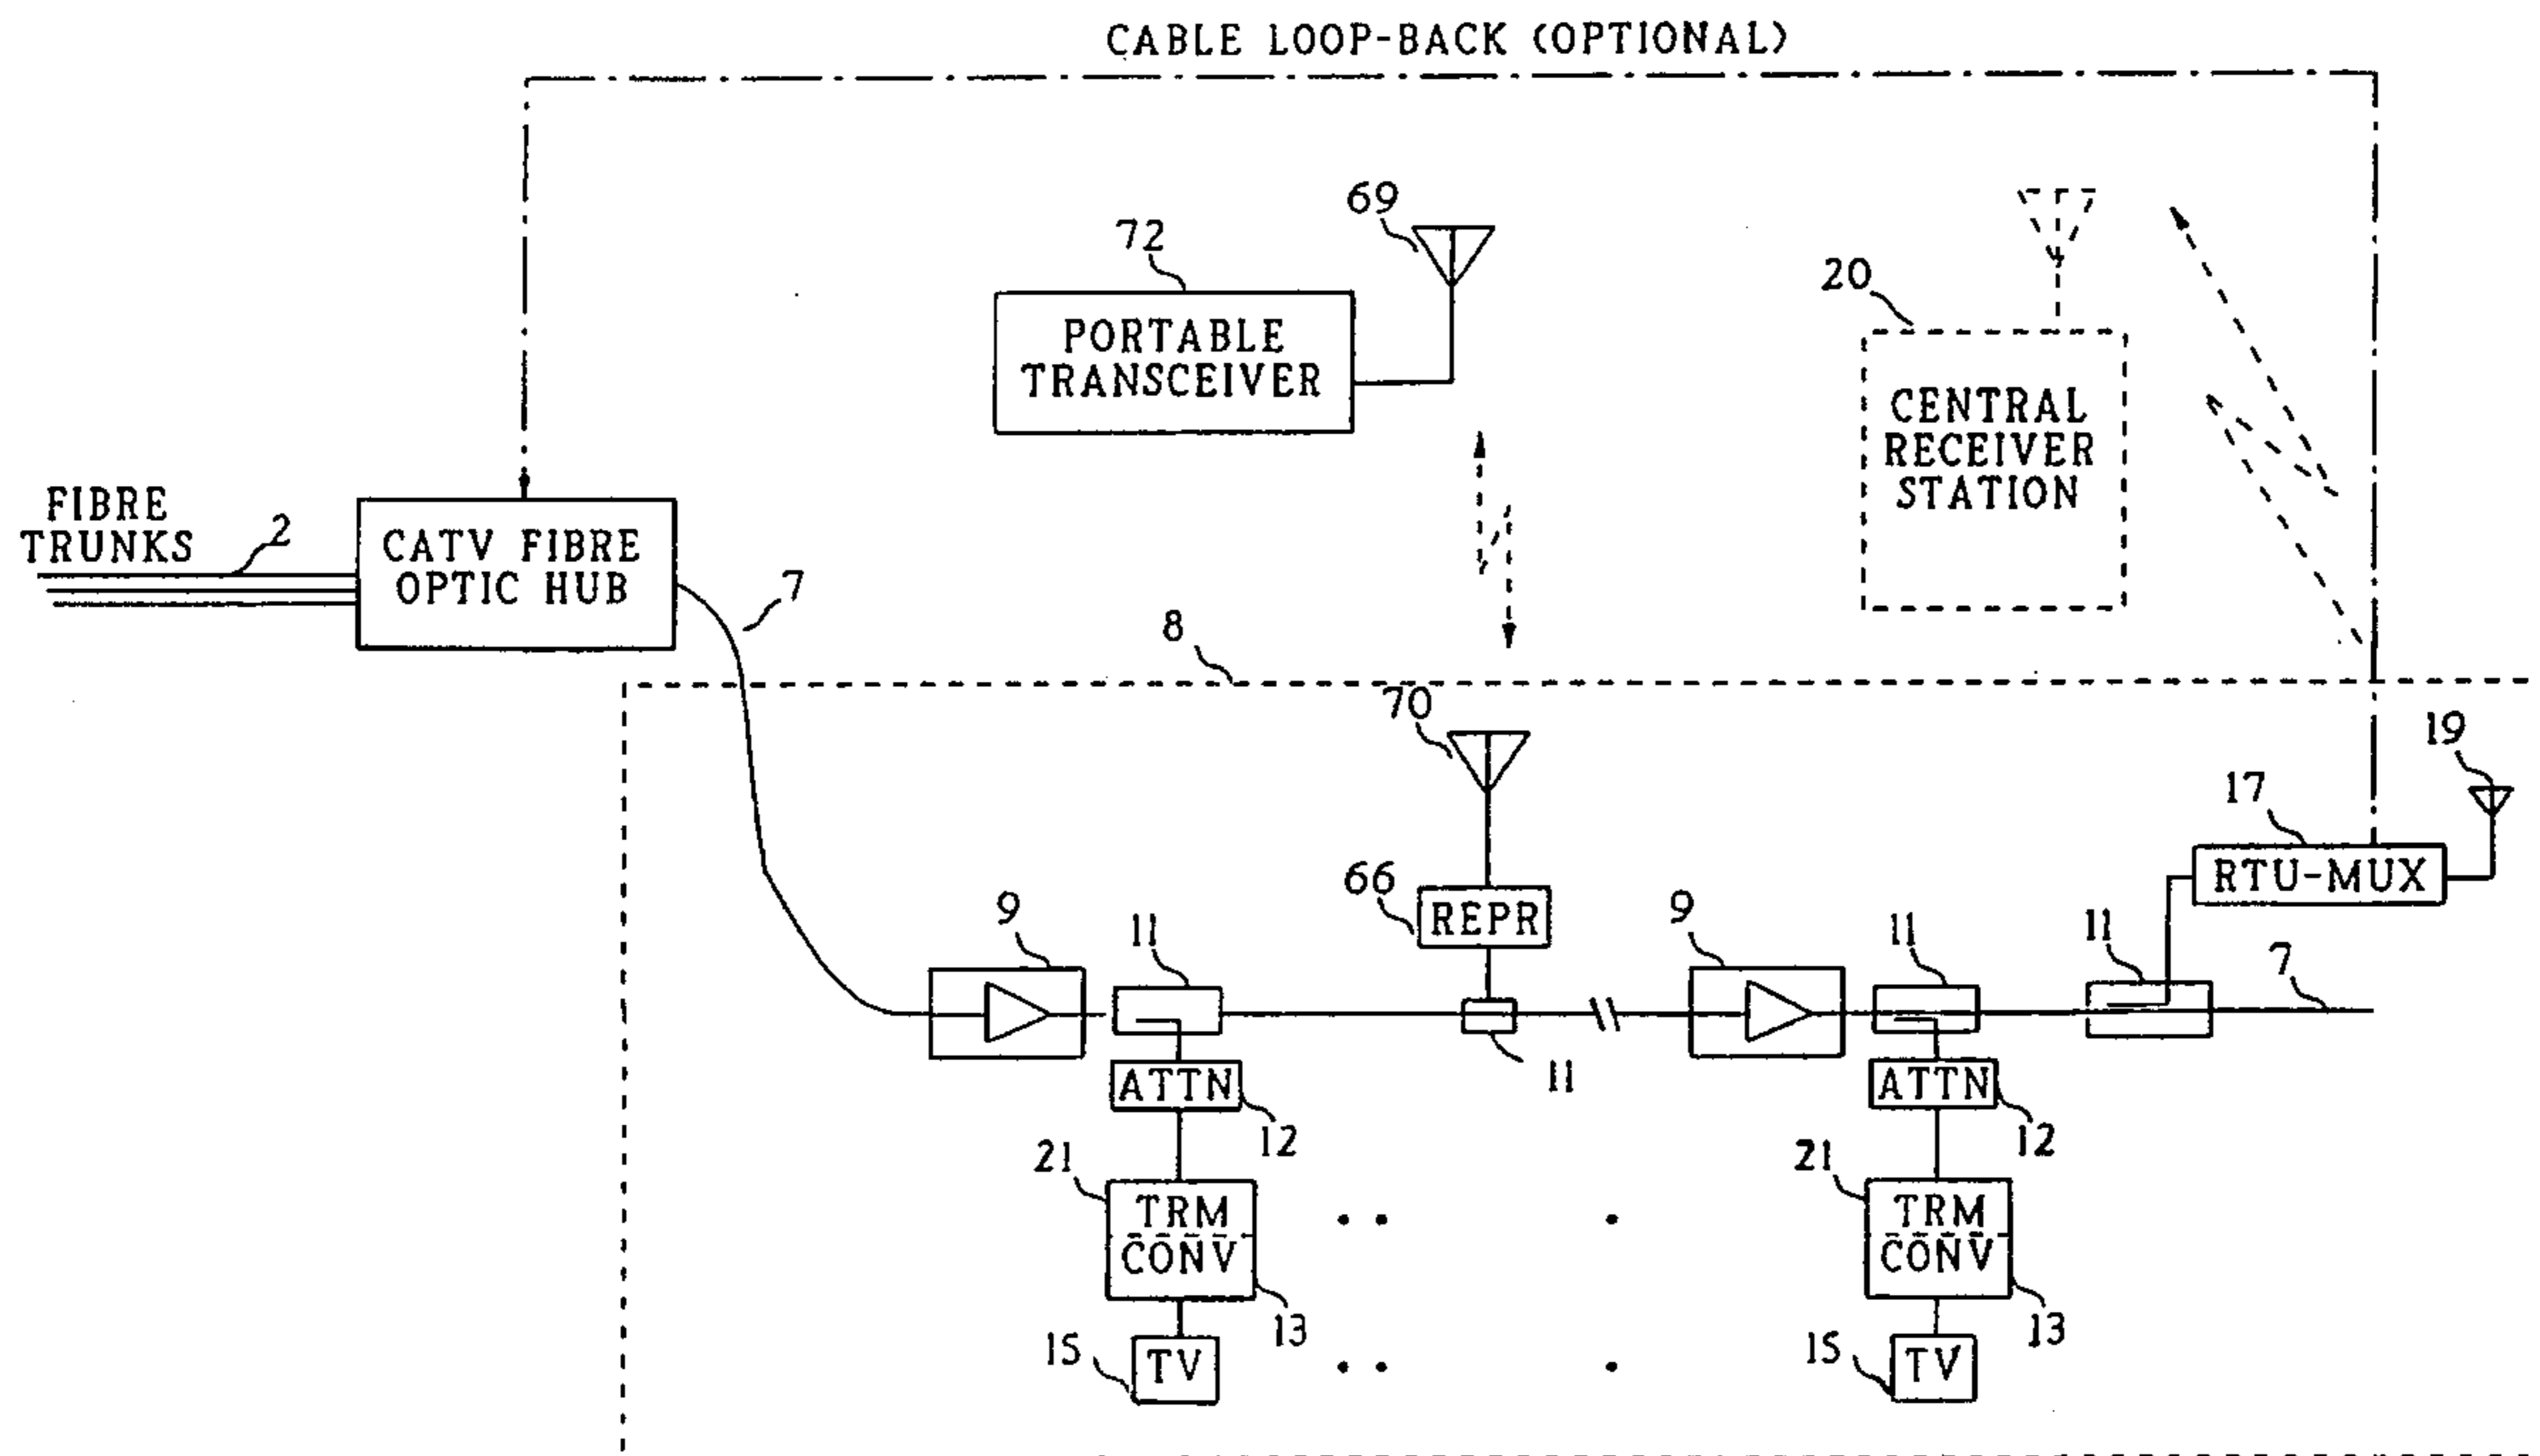 CABLE LOOP-BACK (OPTIONAL)
69
72
PORTABLE
TRANSCEIVER
20
CENTRAL
RECEIVER
STATION
FIBRE
TRUNKS
2
CATV FIBRE
OPTIC HUB
7
8
70
19
17
RTU-MUX
66
REPR
9
11
9
11
11
7
11
ATTN
12
ATTN
12
21
TRM
CONV
13
21
TRM
CONV
13
15
TV
15
TV